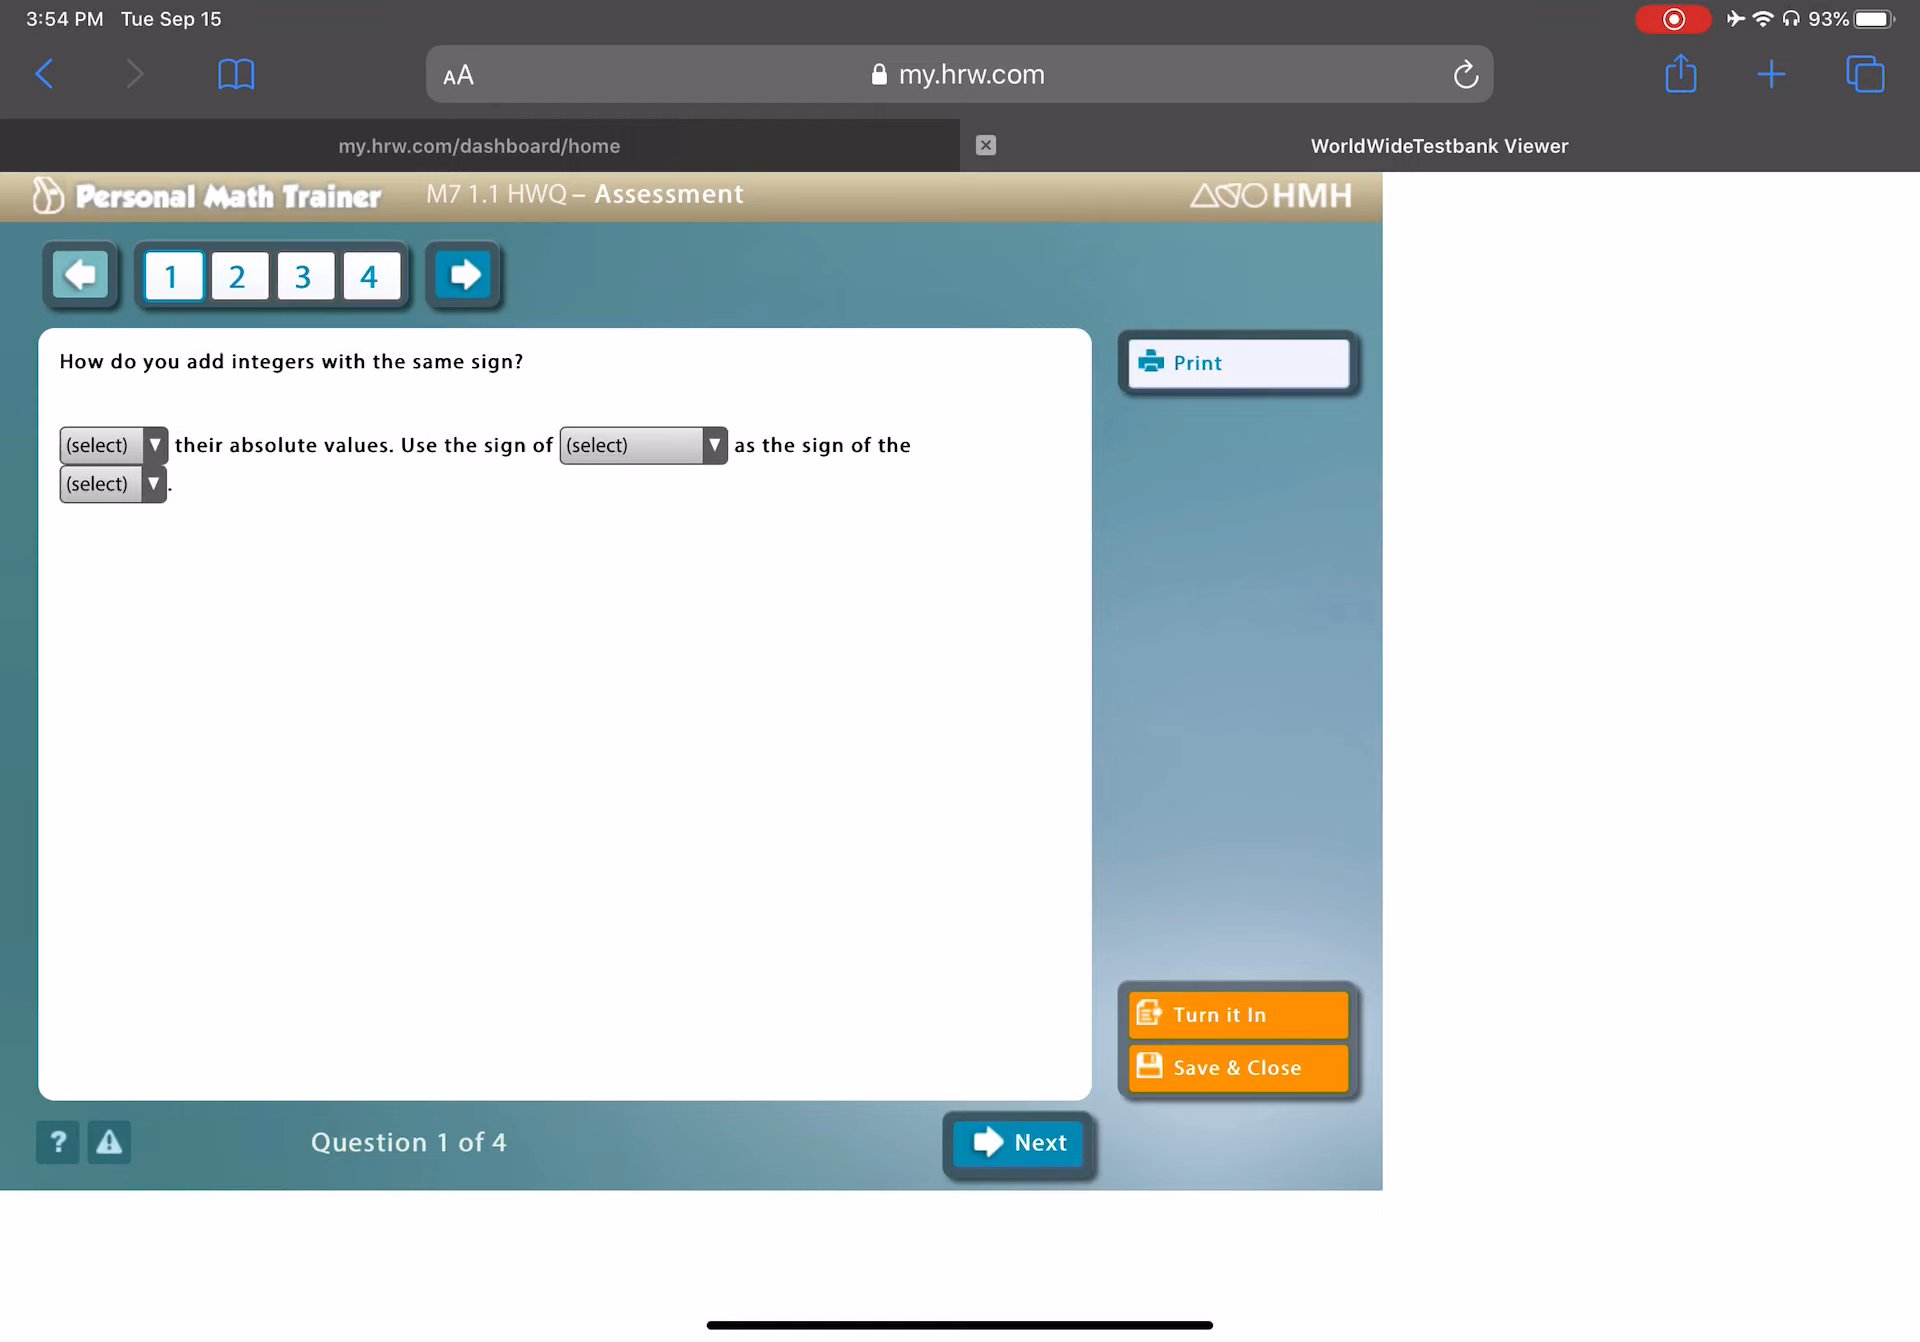 3:54 PM Tue Sep 15
93%
AA
my.hrw.com
my.hrw.com/dashboard/home
WorldWideTestbank Viewer
Personal Math Trainer
M7 1.1 HWQ – Assessment
HMH
1 2 3 4
How do you add integers with the same sign?
Print
(select) their absolute values. Use the sign of (select) as the sign of the
(select) .
Turn it In
Save & Close
?
Question 1 of 4
Next